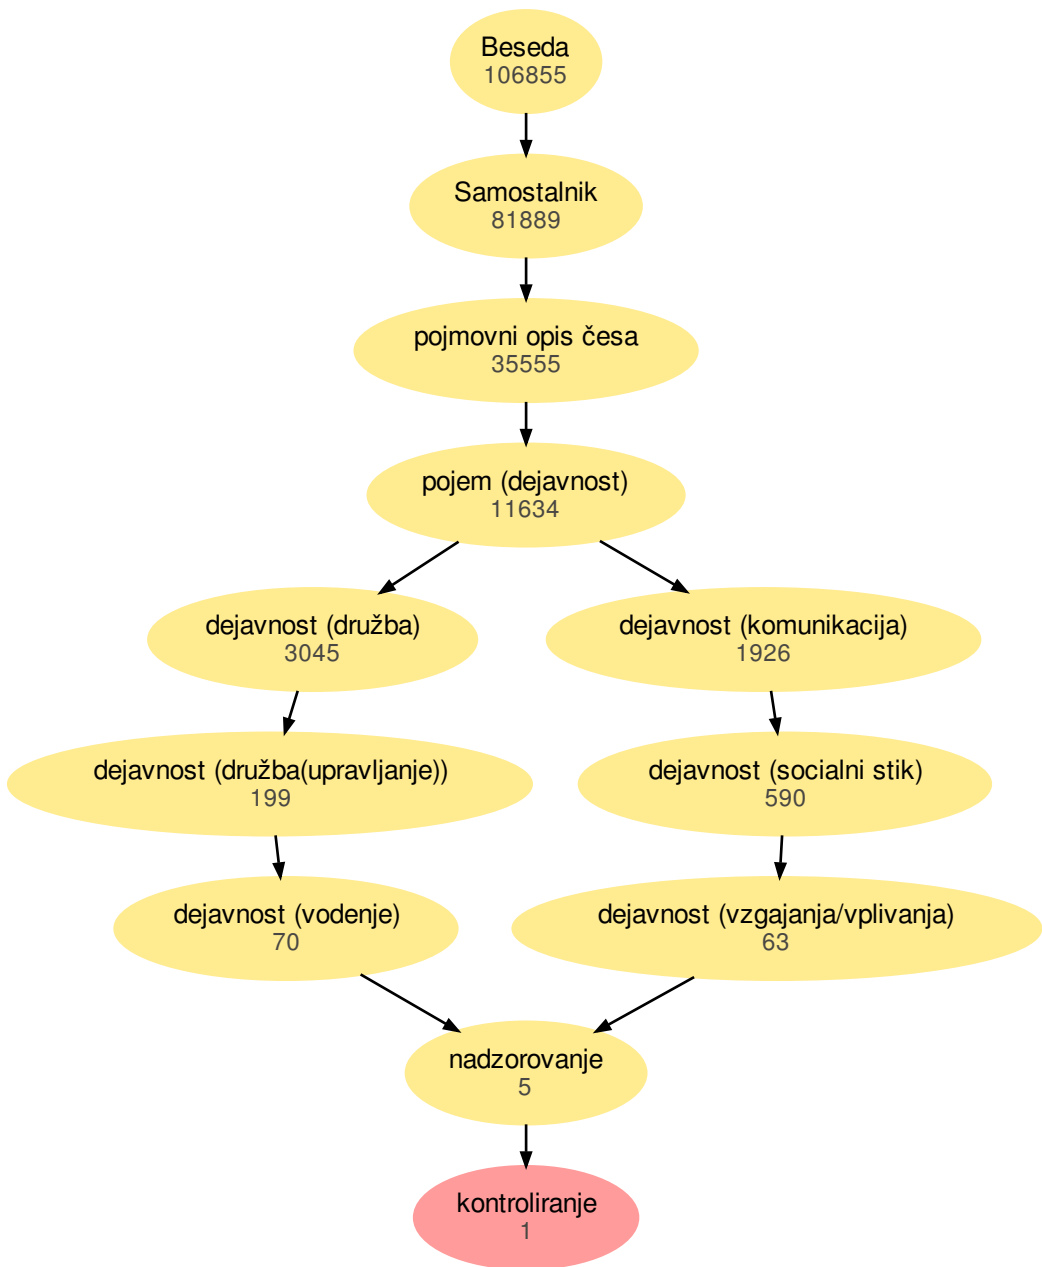 Beseda
106855
Samostalnik
81889
pojmovni opis česa
35555
pojem (dejavnost)
11634
dejavnost (družba)
3045
dejavnost (komunikacija)
1926
dejavnost (družba(upravljanje))
199
dejavnost (socialni stik)
590
dejavnost (vodenje)
70
dejavnost (vzgajanja/vplivanja)
63
nadzorovanje
5
kontroliranje
1